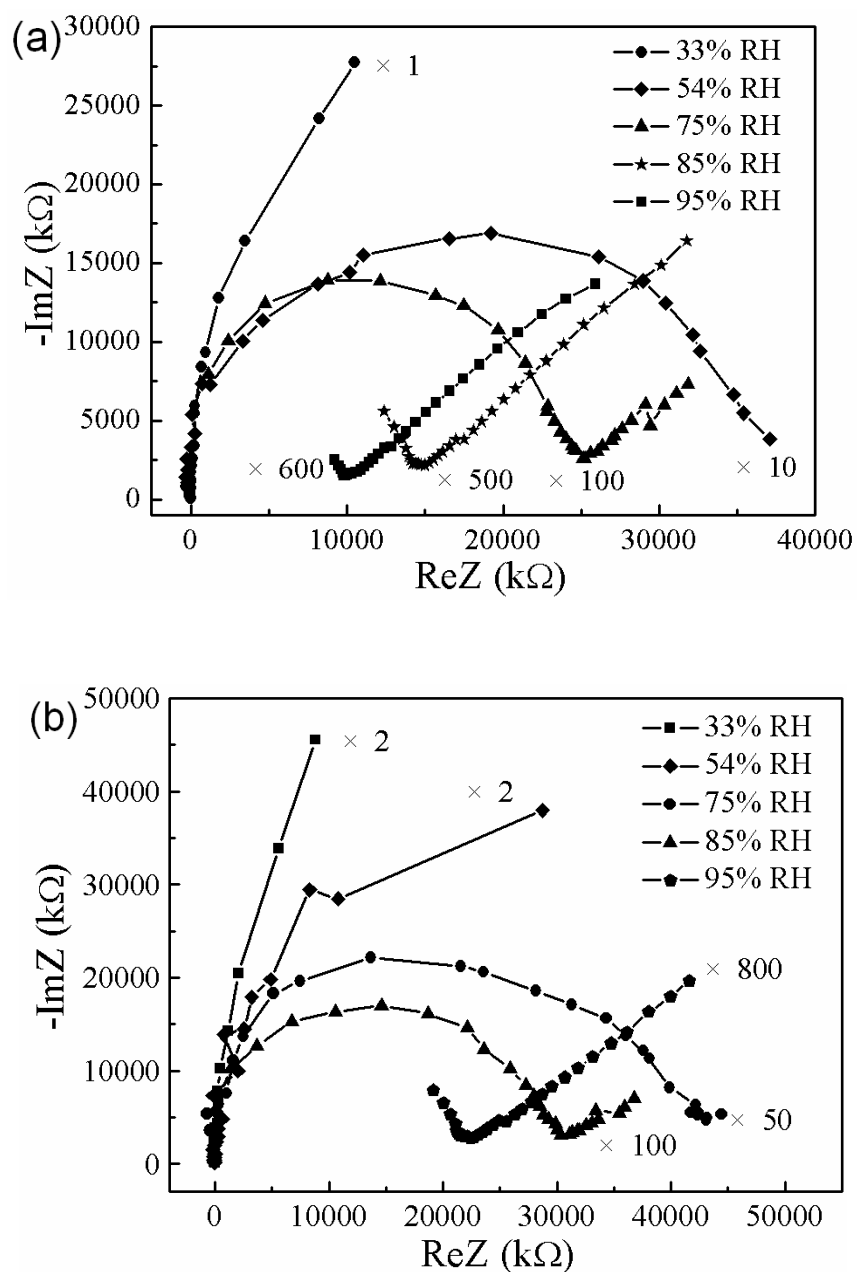 (a)
30000
25000
20000
15000
10000
5000
0
-ImZ (kΩ)
33% RH
54% RH
75% RH
85% RH
95% RH
× 1
× 600
× 500
× 100
× 10
0 10000 20000 30000 40000
ReZ (kΩ)
(b)
50000
40000
30000
20000
10000
0
-ImZ (kΩ)
33% RH
54% RH
75% RH
85% RH
95% RH
× 2
× 2
× 800
× 50
× 100
0 10000 20000 30000 40000 50000
ReZ (kΩ)